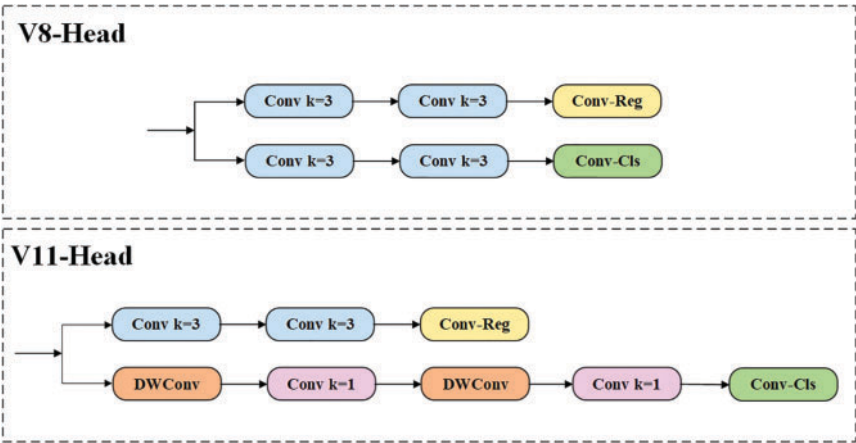 V8-Head
Conv k=3 Conv k=3 Conv-Reg
Conv k=3 Conv k=3 Conv-Cls
V11-Head
Conv k=3 Conv k=3 Conv-Reg
DWConv Conv k=1 DWConv Conv k=1 Conv-Cls